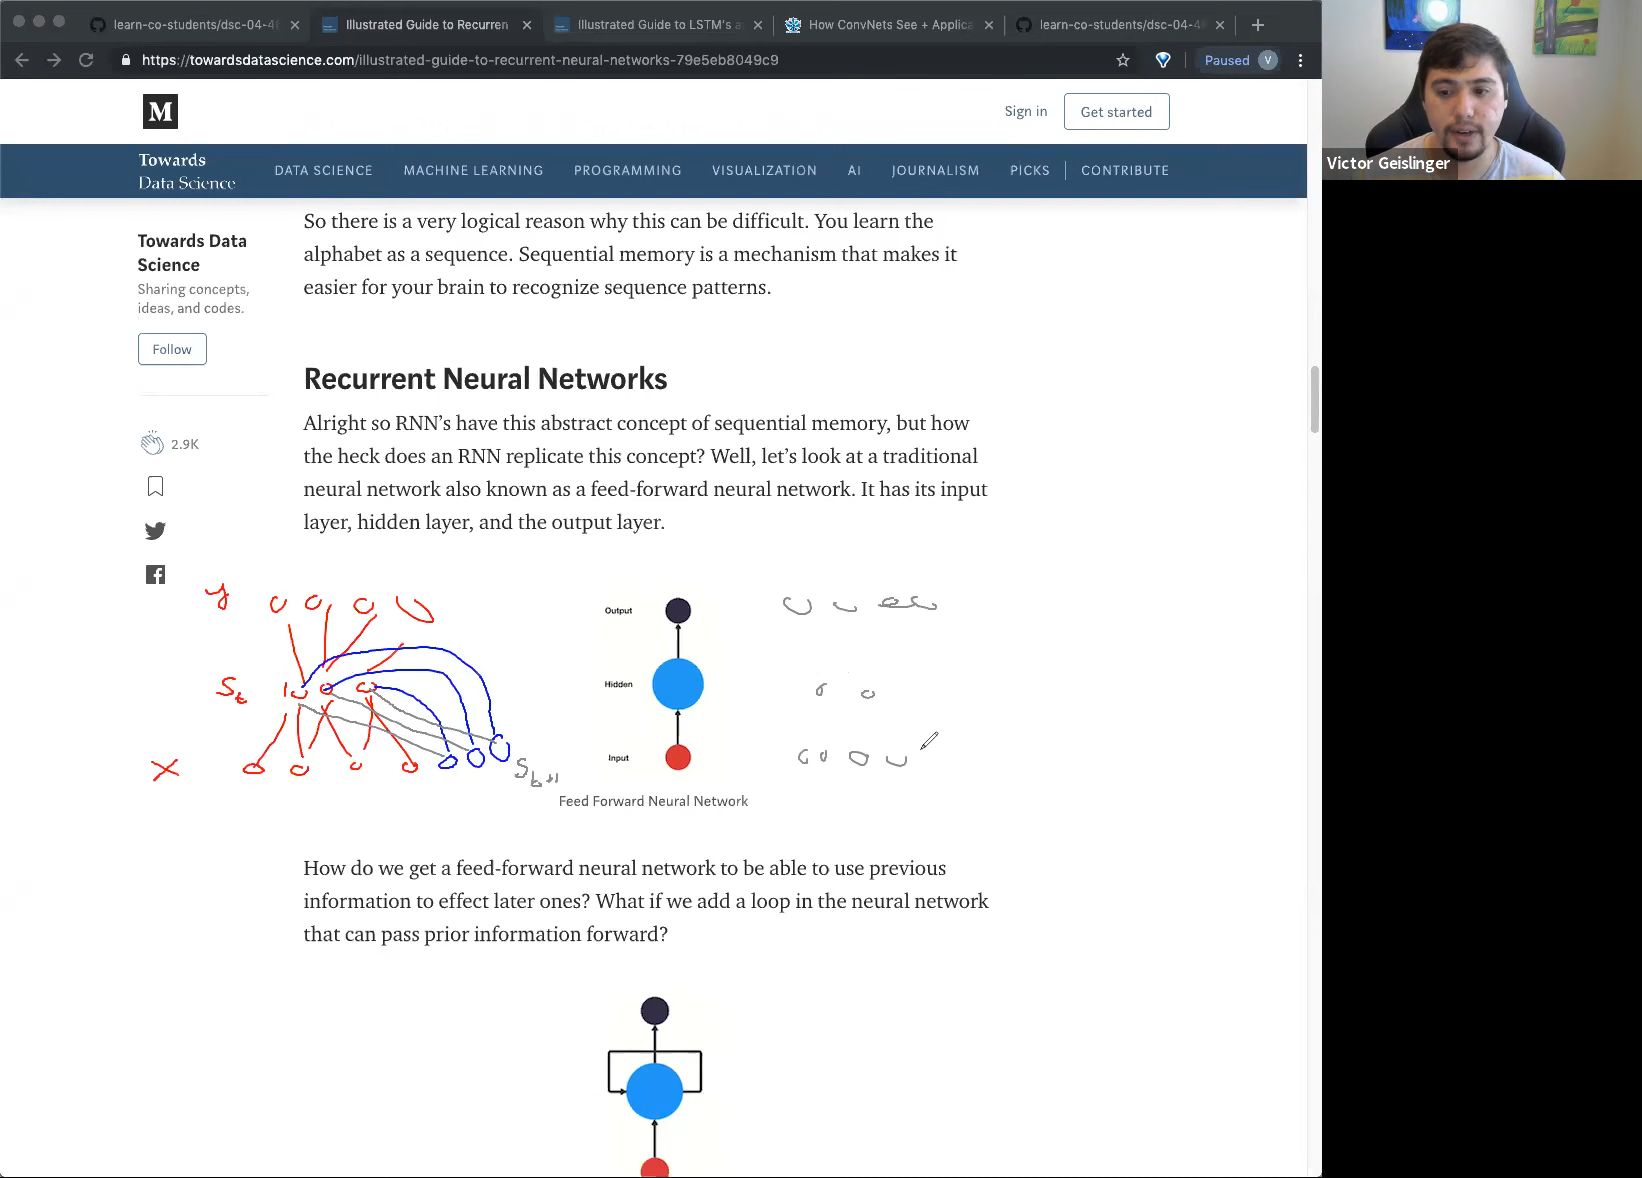 learn-co-students/dsc-04-4
Illustrated Guide to Recurren
Illustrated Guide to LSTM's a
How ConvNets See + Applica
learn-co-students/dsc-04-4
https://towardsdatascience.com/illustrated-guide-to-recurrent-neural-networks-79e5eb8049c9
Paused
V
Victor Geislinger
M
Sign in
Get started
Towards
Data Science
DATA SCIENCE
MACHINE LEARNING
PROGRAMMING
VISUALIZATION
AI
JOURNALISM
PICKS
CONTRIBUTE
Towards Data
Science
Sharing concepts,
ideas, and codes.
Follow
2.9K
So there is a very logical reason why this can be difficult. You learn the
alphabet as a sequence. Sequential memory is a mechanism that makes it
easier for your brain to recognize sequence patterns.
Recurrent Neural Networks
Alright so RNN’s have this abstract concept of sequential memory, but how
the heck does an RNN replicate this concept? Well, let’s look at a traditional
neural network also known as a feed-forward neural network. It has its input
layer, hidden layer, and the output layer.
y
St
X
St+1
Output
Hidden
Input
Feed Forward Neural Network
How do we get a feed-forward neural network to be able to use previous
information to effect later ones? What if we add a loop in the neural network
that can pass prior information forward?